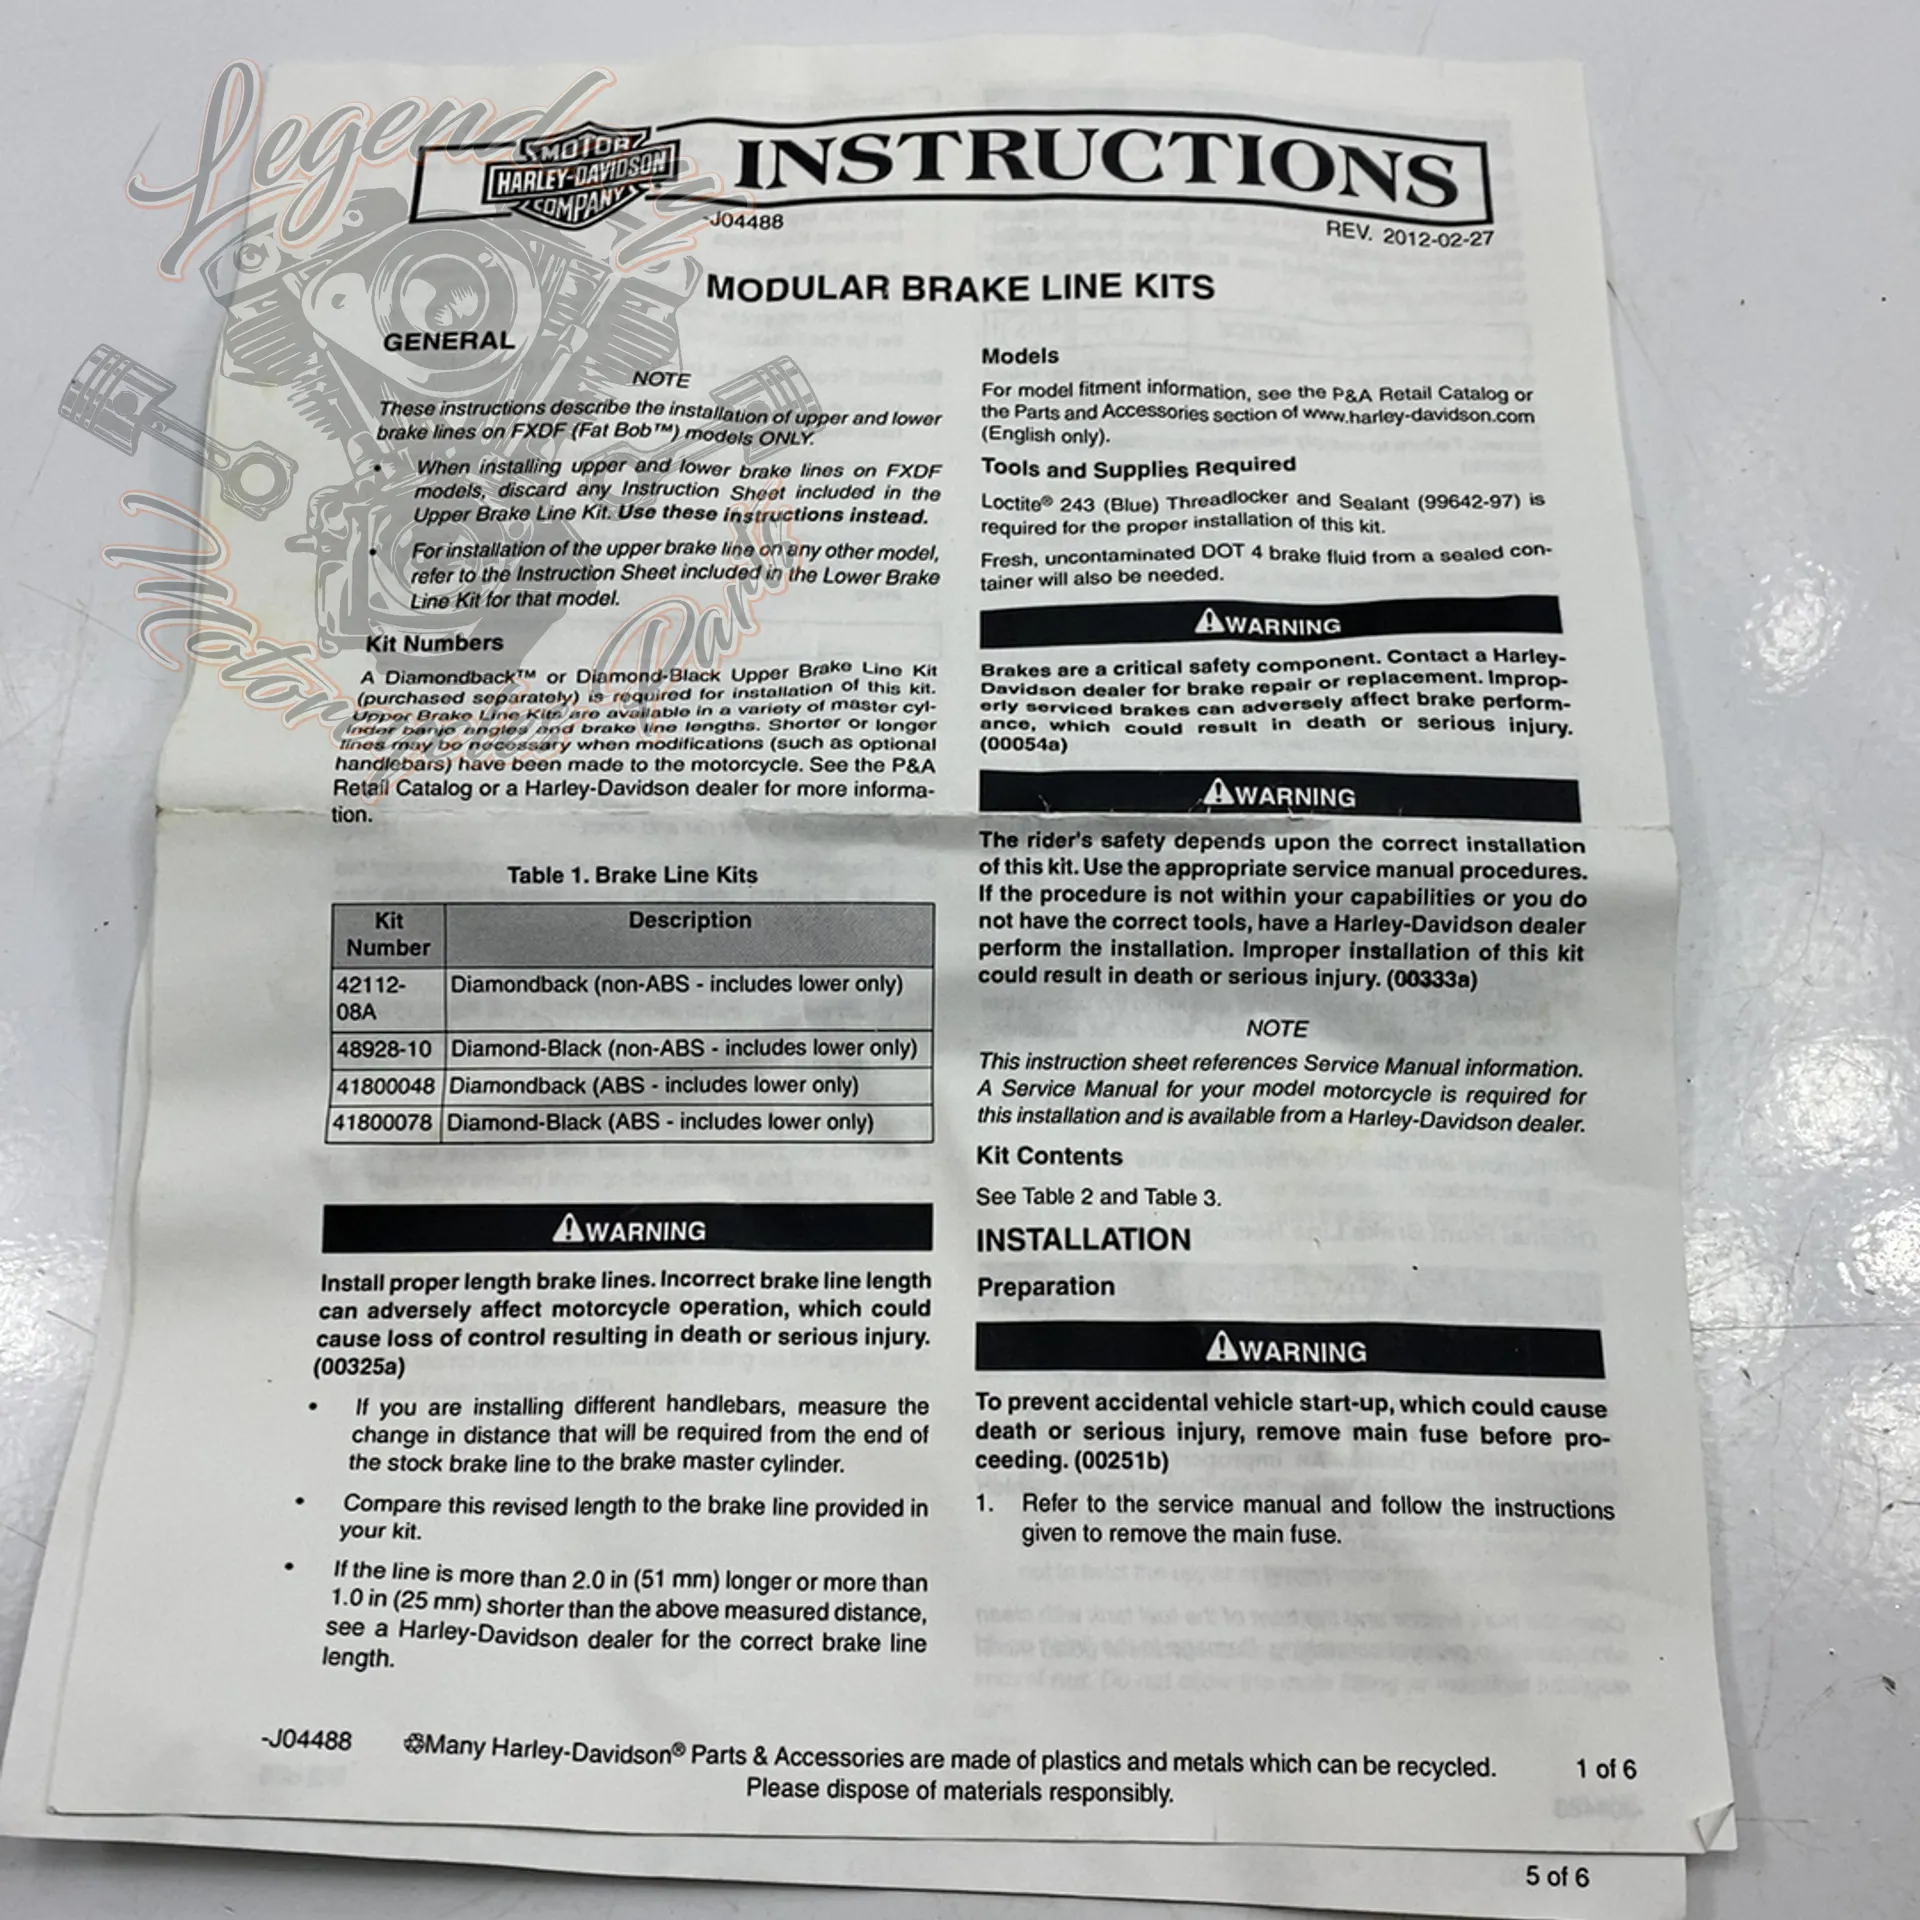 Legendary
Motorcycles Parts
MOTOR
HARLEY-DAVIDSON
COMPANY
INSTRUCTIONS
-J04488
REV. 2012-02-27
MODULAR BRAKE LINE KITS
GENERAL
NOTE
These instructions describe the installation of upper and lower
brake lines on FXDF (Fat Bob™) models ONLY.
• When installing upper and lower brake lines on FXDF
models, discard any Instruction Sheet included in the
Upper Brake Line Kit. Use these instructions instead.
• For installation of the upper brake line on any other model,
refer to the Instruction Sheet included in the Lower Brake
Line Kit for that model.
Kit Numbers
A Diamondback™ or Diamond-Black Upper Brake Line Kit
(purchased separately) is required for installation of this kit.
Upper Brake Line Kits are available in a variety of master cyl-
inder banjo angles and brake line lengths. Shorter or longer
lines may be necessary when modifications (such as optional
handlebars) have been made to the motorcycle. See the P&A
Retail Catalog or a Harley-Davidson dealer for more informa-
tion.
Table 1. Brake Line Kits
Kit
Number
Description
42112-
08A
Diamondback (non-ABS - includes lower only)
48928-10 Diamond-Black (non-ABS - includes lower only)
41800048 Diamondback (ABS - includes lower only)
41800078 Diamond-Black (ABS - includes lower only)
⚠WARNING
Install proper length brake lines. Incorrect brake line length
can adversely affect motorcycle operation, which could
cause loss of control resulting in death or serious injury.
(00325a)
• If you are installing different handlebars, measure the
change in distance that will be required from the end of
the stock brake line to the brake master cylinder.
• Compare this revised length to the brake line provided in
your kit.
• If the line is more than 2.0 in (51 mm) longer or more than
1.0 in (25 mm) shorter than the above measured distance,
see a Harley-Davidson dealer for the correct brake line
length.
Models
For model fitment information, see the P&A Retail Catalog or
the Parts and Accessories section of www.harley-davidson.com
(English only).
Tools and Supplies Required
Loctite® 243 (Blue) Threadlocker and Sealant (99642-97) is
required for the proper installation of this kit.
Fresh, uncontaminated DOT 4 brake fluid from a sealed con-
tainer will also be needed.
⚠WARNING
Brakes are a critical safety component. Contact a Harley-
Davidson dealer for brake repair or replacement. Improp-
erly serviced brakes can adversely affect brake perform-
ance, which could result in death or serious injury.
(00054a)
⚠WARNING
The rider's safety depends upon the correct installation
of this kit. Use the appropriate service manual procedures.
If the procedure is not within your capabilities or you do
not have the correct tools, have a Harley-Davidson dealer
perform the installation. Improper installation of this kit
could result in death or serious injury. (00333a)
NOTE
This instruction sheet references Service Manual information.
A Service Manual for your model motorcycle is required for
this installation and is available from a Harley-Davidson dealer.
Kit Contents
See Table 2 and Table 3.
INSTALLATION
Preparation
⚠WARNING
To prevent accidental vehicle start-up, which could cause
death or serious injury, remove main fuse before pro-
ceeding. (00251b)
1. Refer to the service manual and follow the instructions
given to remove the main fuse.
-J04488
♲Many Harley-Davidson® Parts & Accessories are made of plastics and metals which can be recycled.
Please dispose of materials responsibly.
1 of 6
5 of 6